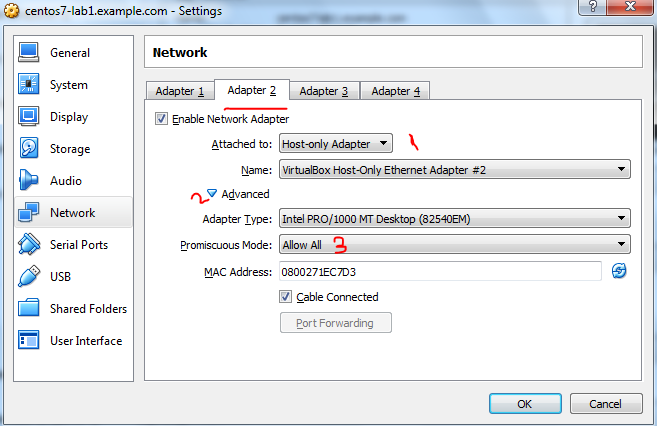 centos7-lab1.example.com - Settings
General
System
Display
Storage
Audio
Network
Serial Ports
USB
Shared Folders
User Interface
Network
Adapter 1 Adapter 2 Adapter 3 Adapter 4
Enable Network Adapter
Attached to: Host-only Adapter 1
Name: VirtualBox Host-Only Ethernet Adapter #2
2 Advanced
Adapter Type: Intel PRO/1000 MT Desktop (82540EM)
Promiscuous Mode: Allow All 3
MAC Address: 0800271EC7D3
Cable Connected
Port Forwarding
OK Cancel